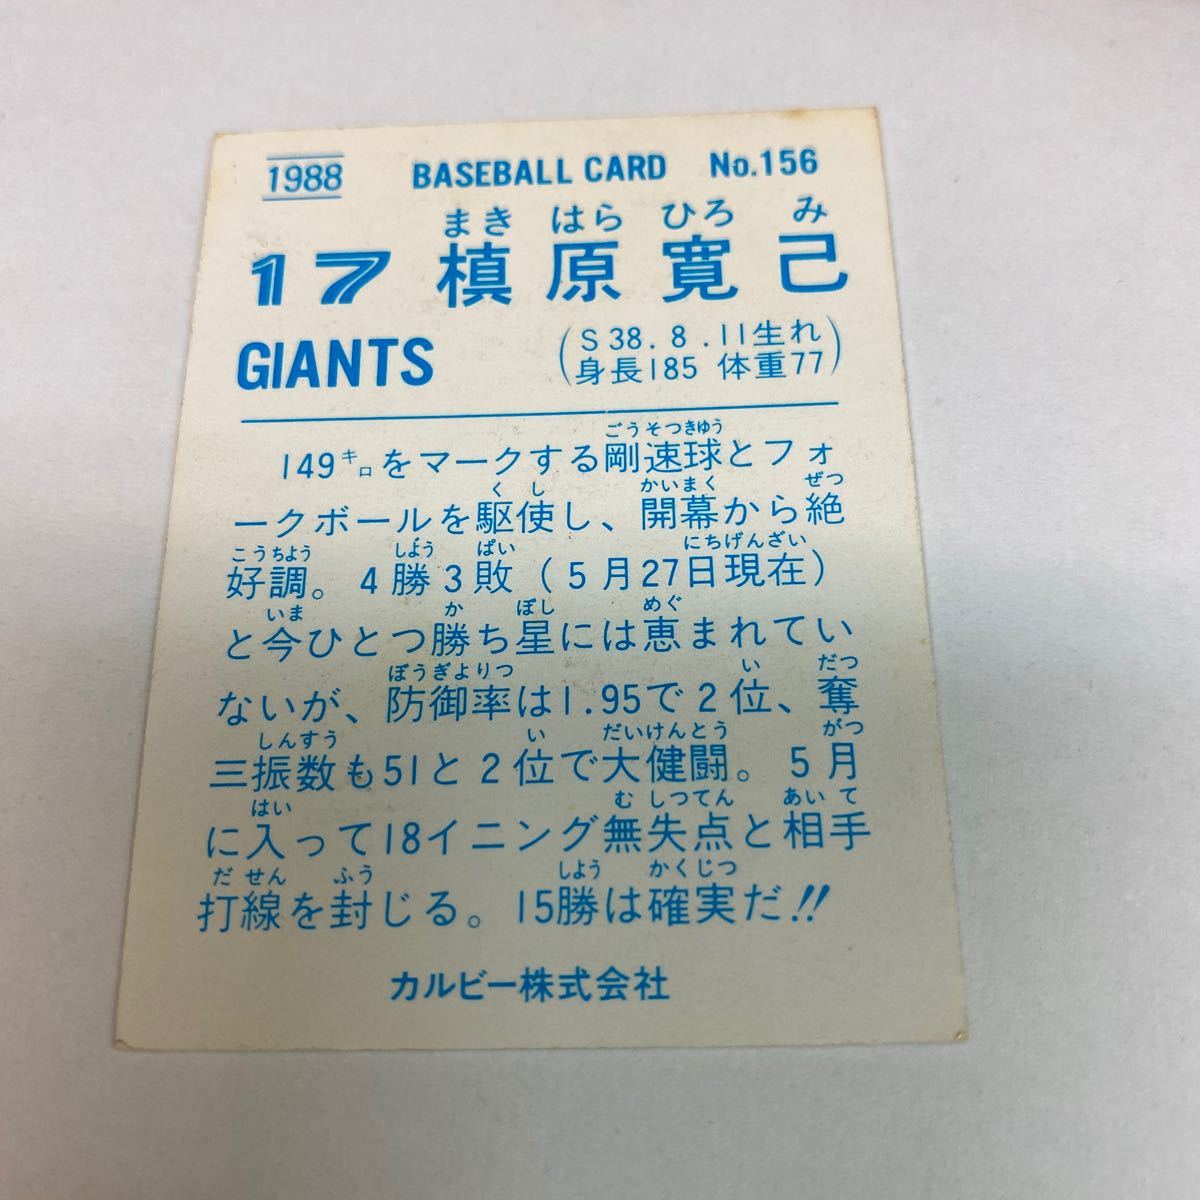 1988 BASEBALL CARD No.156
まき はら ひろ み
17 槙原寛己
GIANTS
(S38.8.11生れ
身長185 体重77)
ごうそつきゆう
149キロをマークする剛速球とフォ
くし かいまく ぜつ
ークボールを駆使し、開幕から絶
こうちよう しよう ぱい にちげんざい
好調。4勝3敗(5月27日現在)
いま か ぼし めぐ
と今ひとつ勝ち星には恵まれてい
ぼうぎよりつ い だつ
ないが、防御率は1.95で2位、奪
しんすう い だいけんとう がつ
三振数も51と2位で大健闘。5月
はい む しつてん あいて
に入って18イニング無失点と相手
だ せん ふう しよう かくじつ
打線を封じる。15勝は確実だ!!
カルビー株式会社